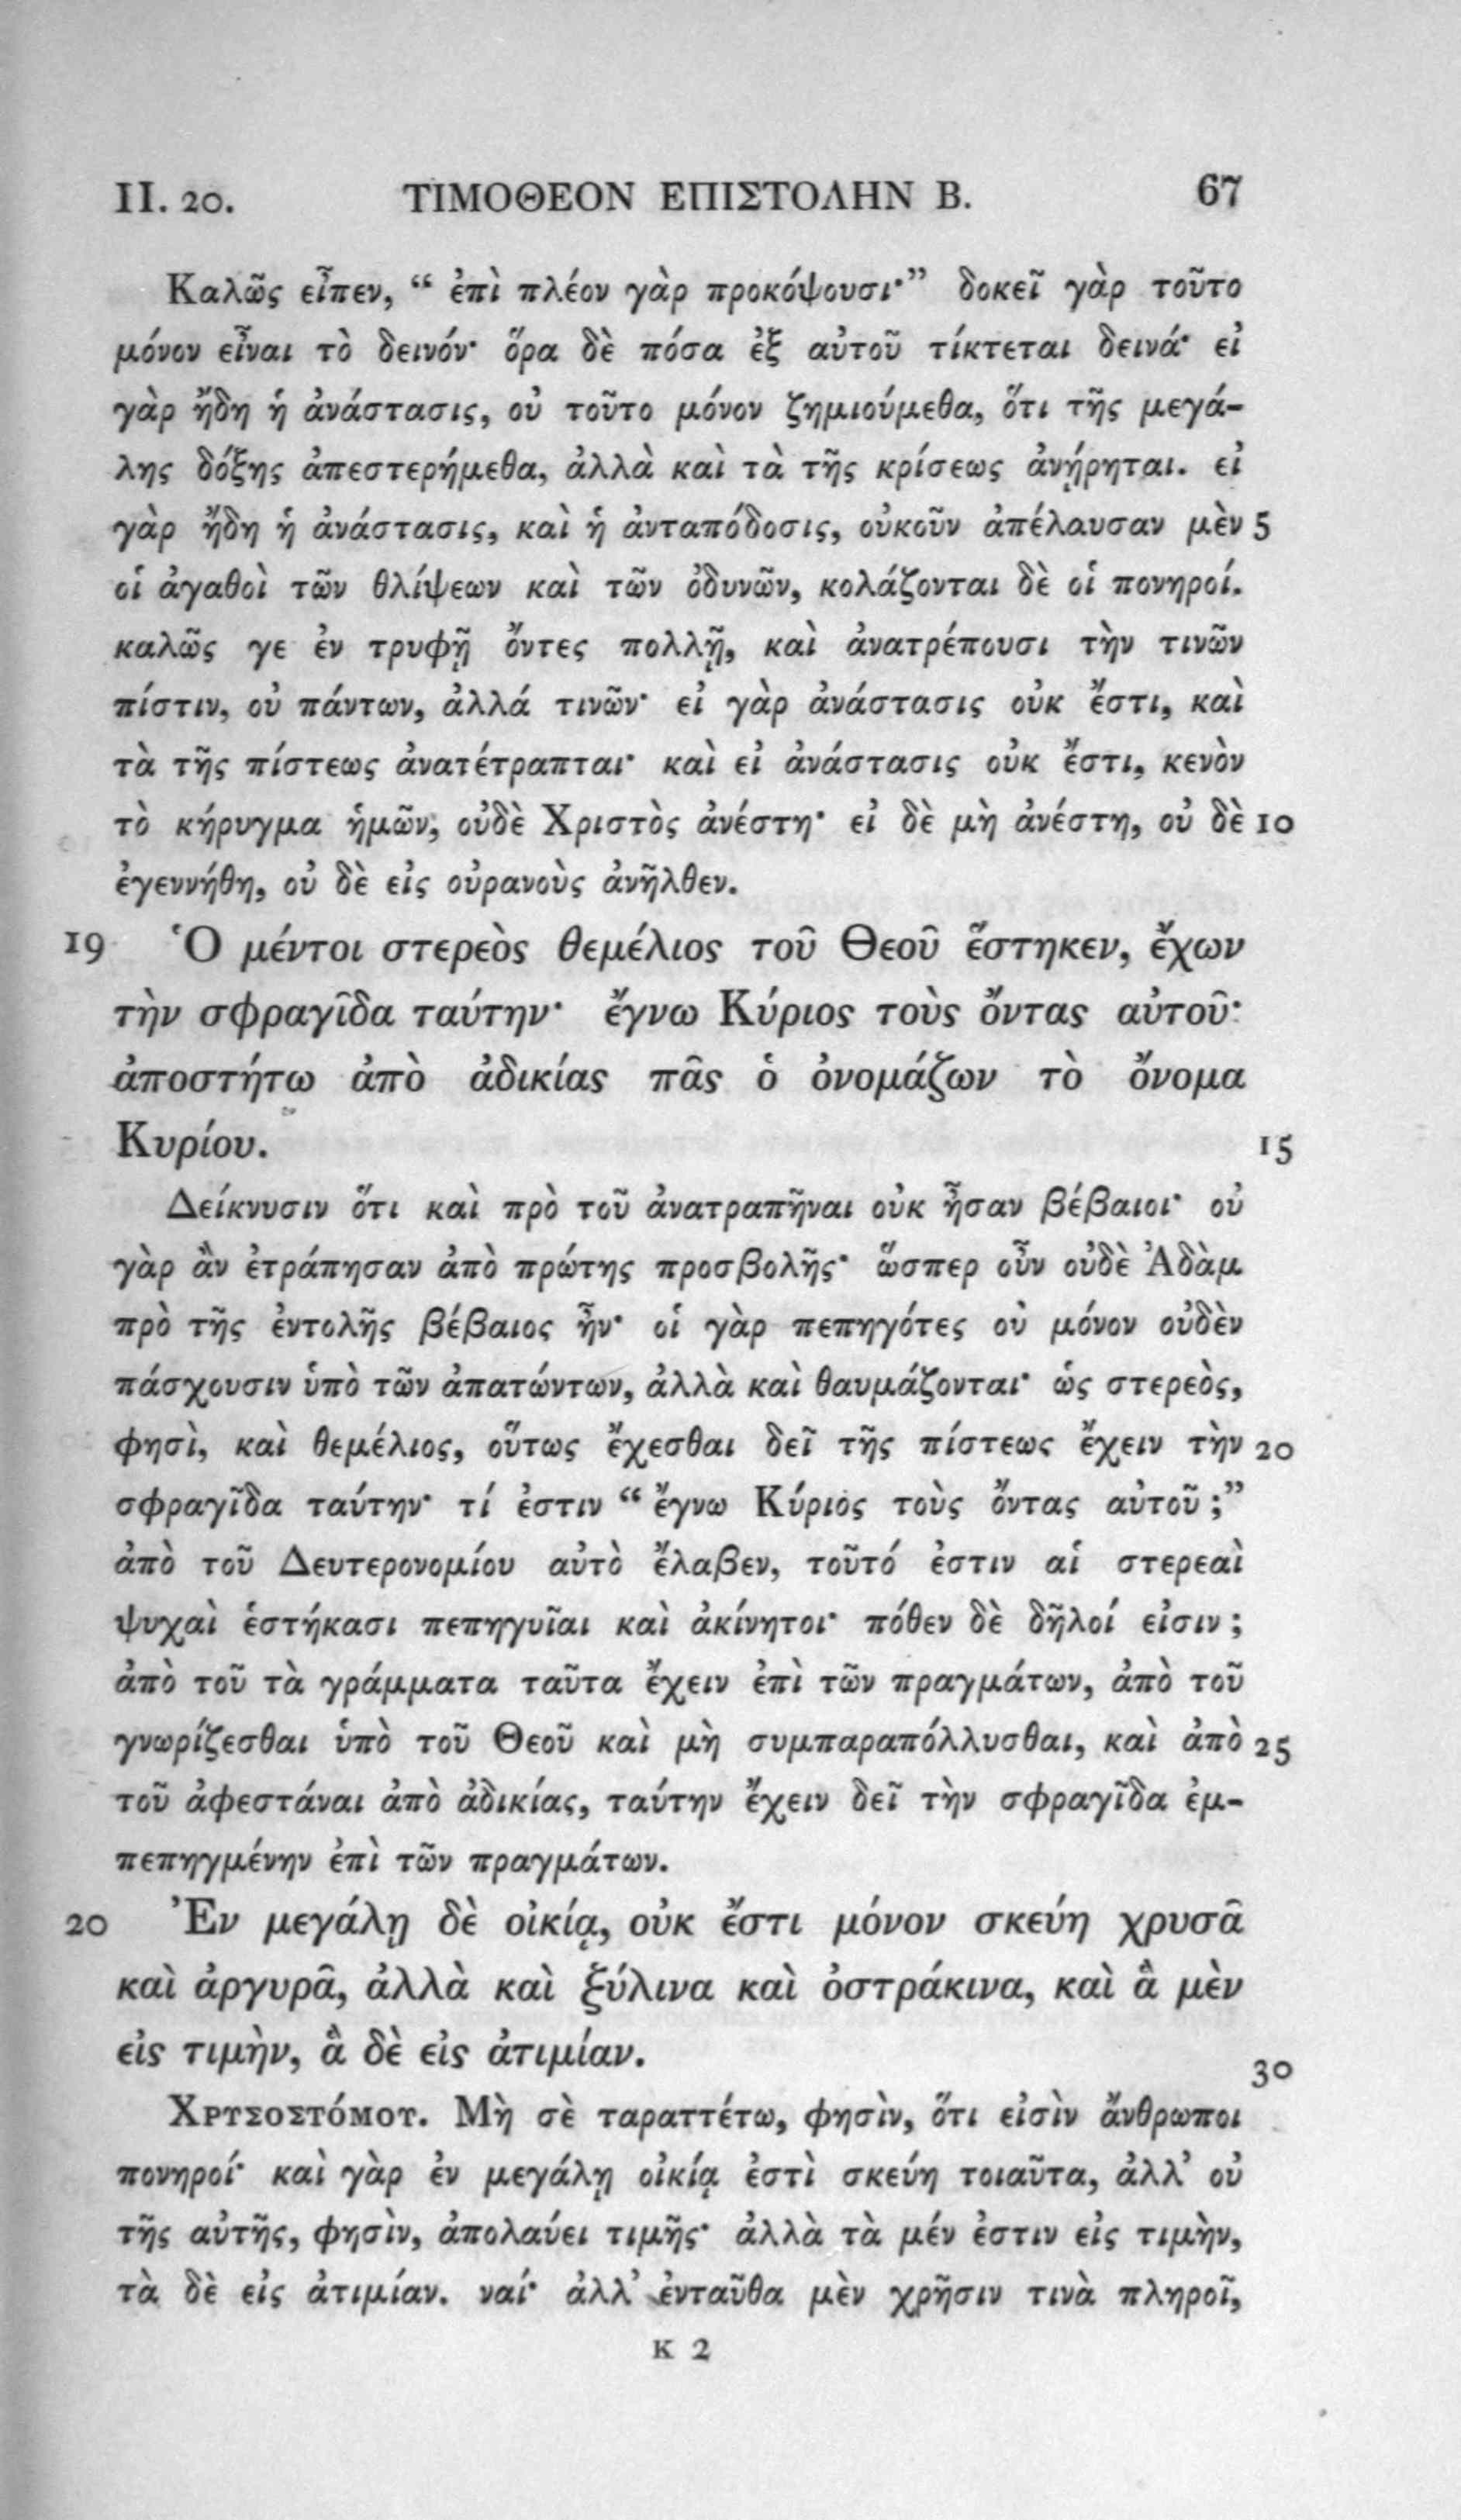 II. 20. ΤΙΜΟΘΕΟΝ ΕΠΙΣΤΟΛΗΝ Β. 67
Καλῶς εἶπεν, “ ἐπὶ πλέον γὰρ προκόψουσι·” δοκεῖ γὰρ τοῦτο
μόνον εἶναι τὸ δεινόν· ὅρα δὲ πόσα ἐξ αὐτοῦ τίκτεται δεινά· εἰ
γὰρ ἤδη ἡ ἀνάστασις, οὐ τοῦτο μόνον ζημιούμεθα, ὅτι τῆς μεγά-
λης δόξης ἀπεστερήμεθα, ἀλλὰ καὶ τὰ τῆς κρίσεως ἀνῄρηται. εἰ
γὰρ ἤδη ἡ ἀνάστασις, καὶ ἡ ἀνταπόδοσις, οὐκοῦν ἀπέλαυσαν μὲν 5
οἱ ἀγαθοὶ τῶν θλίψεων καὶ τῶν ὀδυνῶν, κολάζονται δὲ οἱ πονηροί.
καλῶς γε ἐν τρυφῇ ὄντες πολλῇ, καὶ ἀνατρέπουσι τὴν τινῶν
πίστιν, οὐ πάντων, ἀλλά τινῶν· εἰ γὰρ ἀνάστασις οὐκ ἔστι, καὶ
τὰ τῆς πίστεως ἀνατέτραπται· καὶ εἰ ἀνάστασις οὐκ ἔστι, κενὸν
τὸ κήρυγμα ἡμῶν, οὐδὲ Χριστὸς ἀνέστη· εἰ δὲ μὴ ἀνέστη, οὐ δὲ 10
ἐγεννήθη, οὐ δὲ εἰς οὐρανοὺς ἀνῆλθεν.
19 Ὁ μέντοι στερεὸς θεμέλιος τοῦ Θεοῦ ἕστηκεν, ἔχων
τὴν σφραγῖδα ταύτην· ἔγνω Κύριος τοὺς ὄντας αὐτοῦ·
ἀποστήτω ἀπὸ ἀδικίας πᾶς ὁ ὀνομάζων τὸ ὄνομα
Κυρίου. 15
Δείκνυσιν ὅτι καὶ πρὸ τοῦ ἀνατραπῆναι οὐκ ἦσαν βέβαιοι· οὐ
γὰρ ἂν ἐτράπησαν ἀπὸ πρώτης προσβολῆς· ὥσπερ οὖν οὐδὲ Ἀδὰμ
πρὸ τῆς ἐντολῆς βέβαιος ἦν· οἱ γὰρ πεπηγότες οὐ μόνον οὐδὲν
πάσχουσιν ὑπὸ τῶν ἀπατώντων, ἀλλὰ καὶ θαυμάζονται· ὡς στερεὸς,
φησὶ, καὶ θεμέλιος, οὕτως ἔχεσθαι δεῖ τῆς πίστεως ἔχειν τὴν 20
σφραγῖδα ταύτην· τί ἐστιν “ ἔγνω Κύριος τοὺς ὄντας αὐτοῦ ;”
ἀπὸ τοῦ Δευτερονομίου αὐτὸ ἔλαβεν, τοῦτό ἐστιν αἱ στερεαὶ
ψυχαὶ ἑστήκασι πεπηγυῖαι καὶ ἀκίνητοι· πόθεν δὲ δῆλοί εἰσιν ;
ἀπὸ τοῦ τὰ γράμματα ταῦτα ἔχειν ἐπὶ τῶν πραγμάτων, ἀπὸ τοῦ
γνωρίζεσθαι ὑπὸ τοῦ Θεοῦ καὶ μὴ συμπαραπόλλυσθαι, καὶ ἀπὸ 25
τοῦ ἀφεστάναι ἀπὸ ἀδικίας, ταύτην ἔχειν δεῖ τὴν σφραγῖδα ἐμ-
πεπηγμένην ἐπὶ τῶν πραγμάτων.
20 Ἐν μεγάλῃ δὲ οἰκίᾳ, οὐκ ἔστι μόνον σκεύη χρυσᾶ
καὶ ἀργυρᾶ, ἀλλὰ καὶ ξύλινα καὶ ὀστράκινα, καὶ ἃ μὲν
εἰς τιμὴν, ἃ δὲ εἰς ἀτιμίαν. 30
Χρυσοστόμου. Μὴ σὲ ταραττέτω, φησὶν, ὅτι εἰσὶν ἄνθρωποι
πονηροί· καὶ γὰρ ἐν μεγάλῃ οἰκίᾳ ἐστὶ σκεύη τοιαῦτα, ἀλλ’ οὐ
τῆς αὐτῆς, φησὶν, ἀπολαύει τιμῆς· ἀλλὰ τὰ μέν ἐστιν εἰς τιμὴν,
τὰ δὲ εἰς ἀτιμίαν. ναί· ἀλλ’ ἐνταῦθα μὲν χρῆσιν τινὰ πληροῖ,
K 2